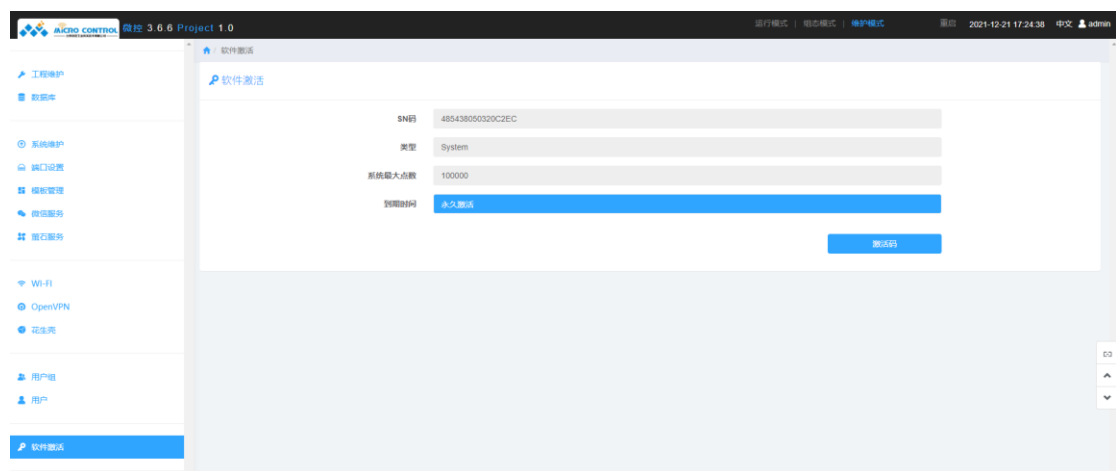 MICRO CONTROL 微控 3.6.6 Project 1.0
运行模式 | 组态模式 | 维护模式 重启 2021-12-21 17:24:38 中文 admin
/ 软件激活
工程维护
数据库
系统维护
端口设置
模板管理
微信服务
萤石服务
WI-FI
OpenVPN
花生壳
用户组
用户
软件激活
软件激活
SN码 485438050320C2EC
类型 System
系统最大点数 100000
到期时间 永久激活
激活码